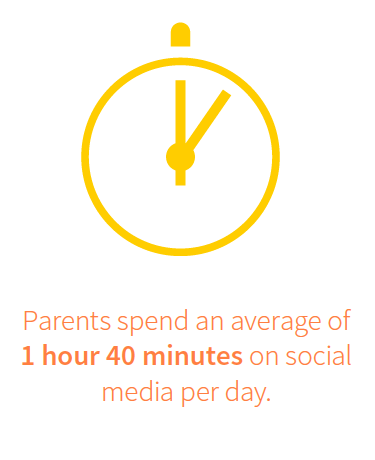 Parents spend an average of
1 hour 40 minutes on social
media per day.